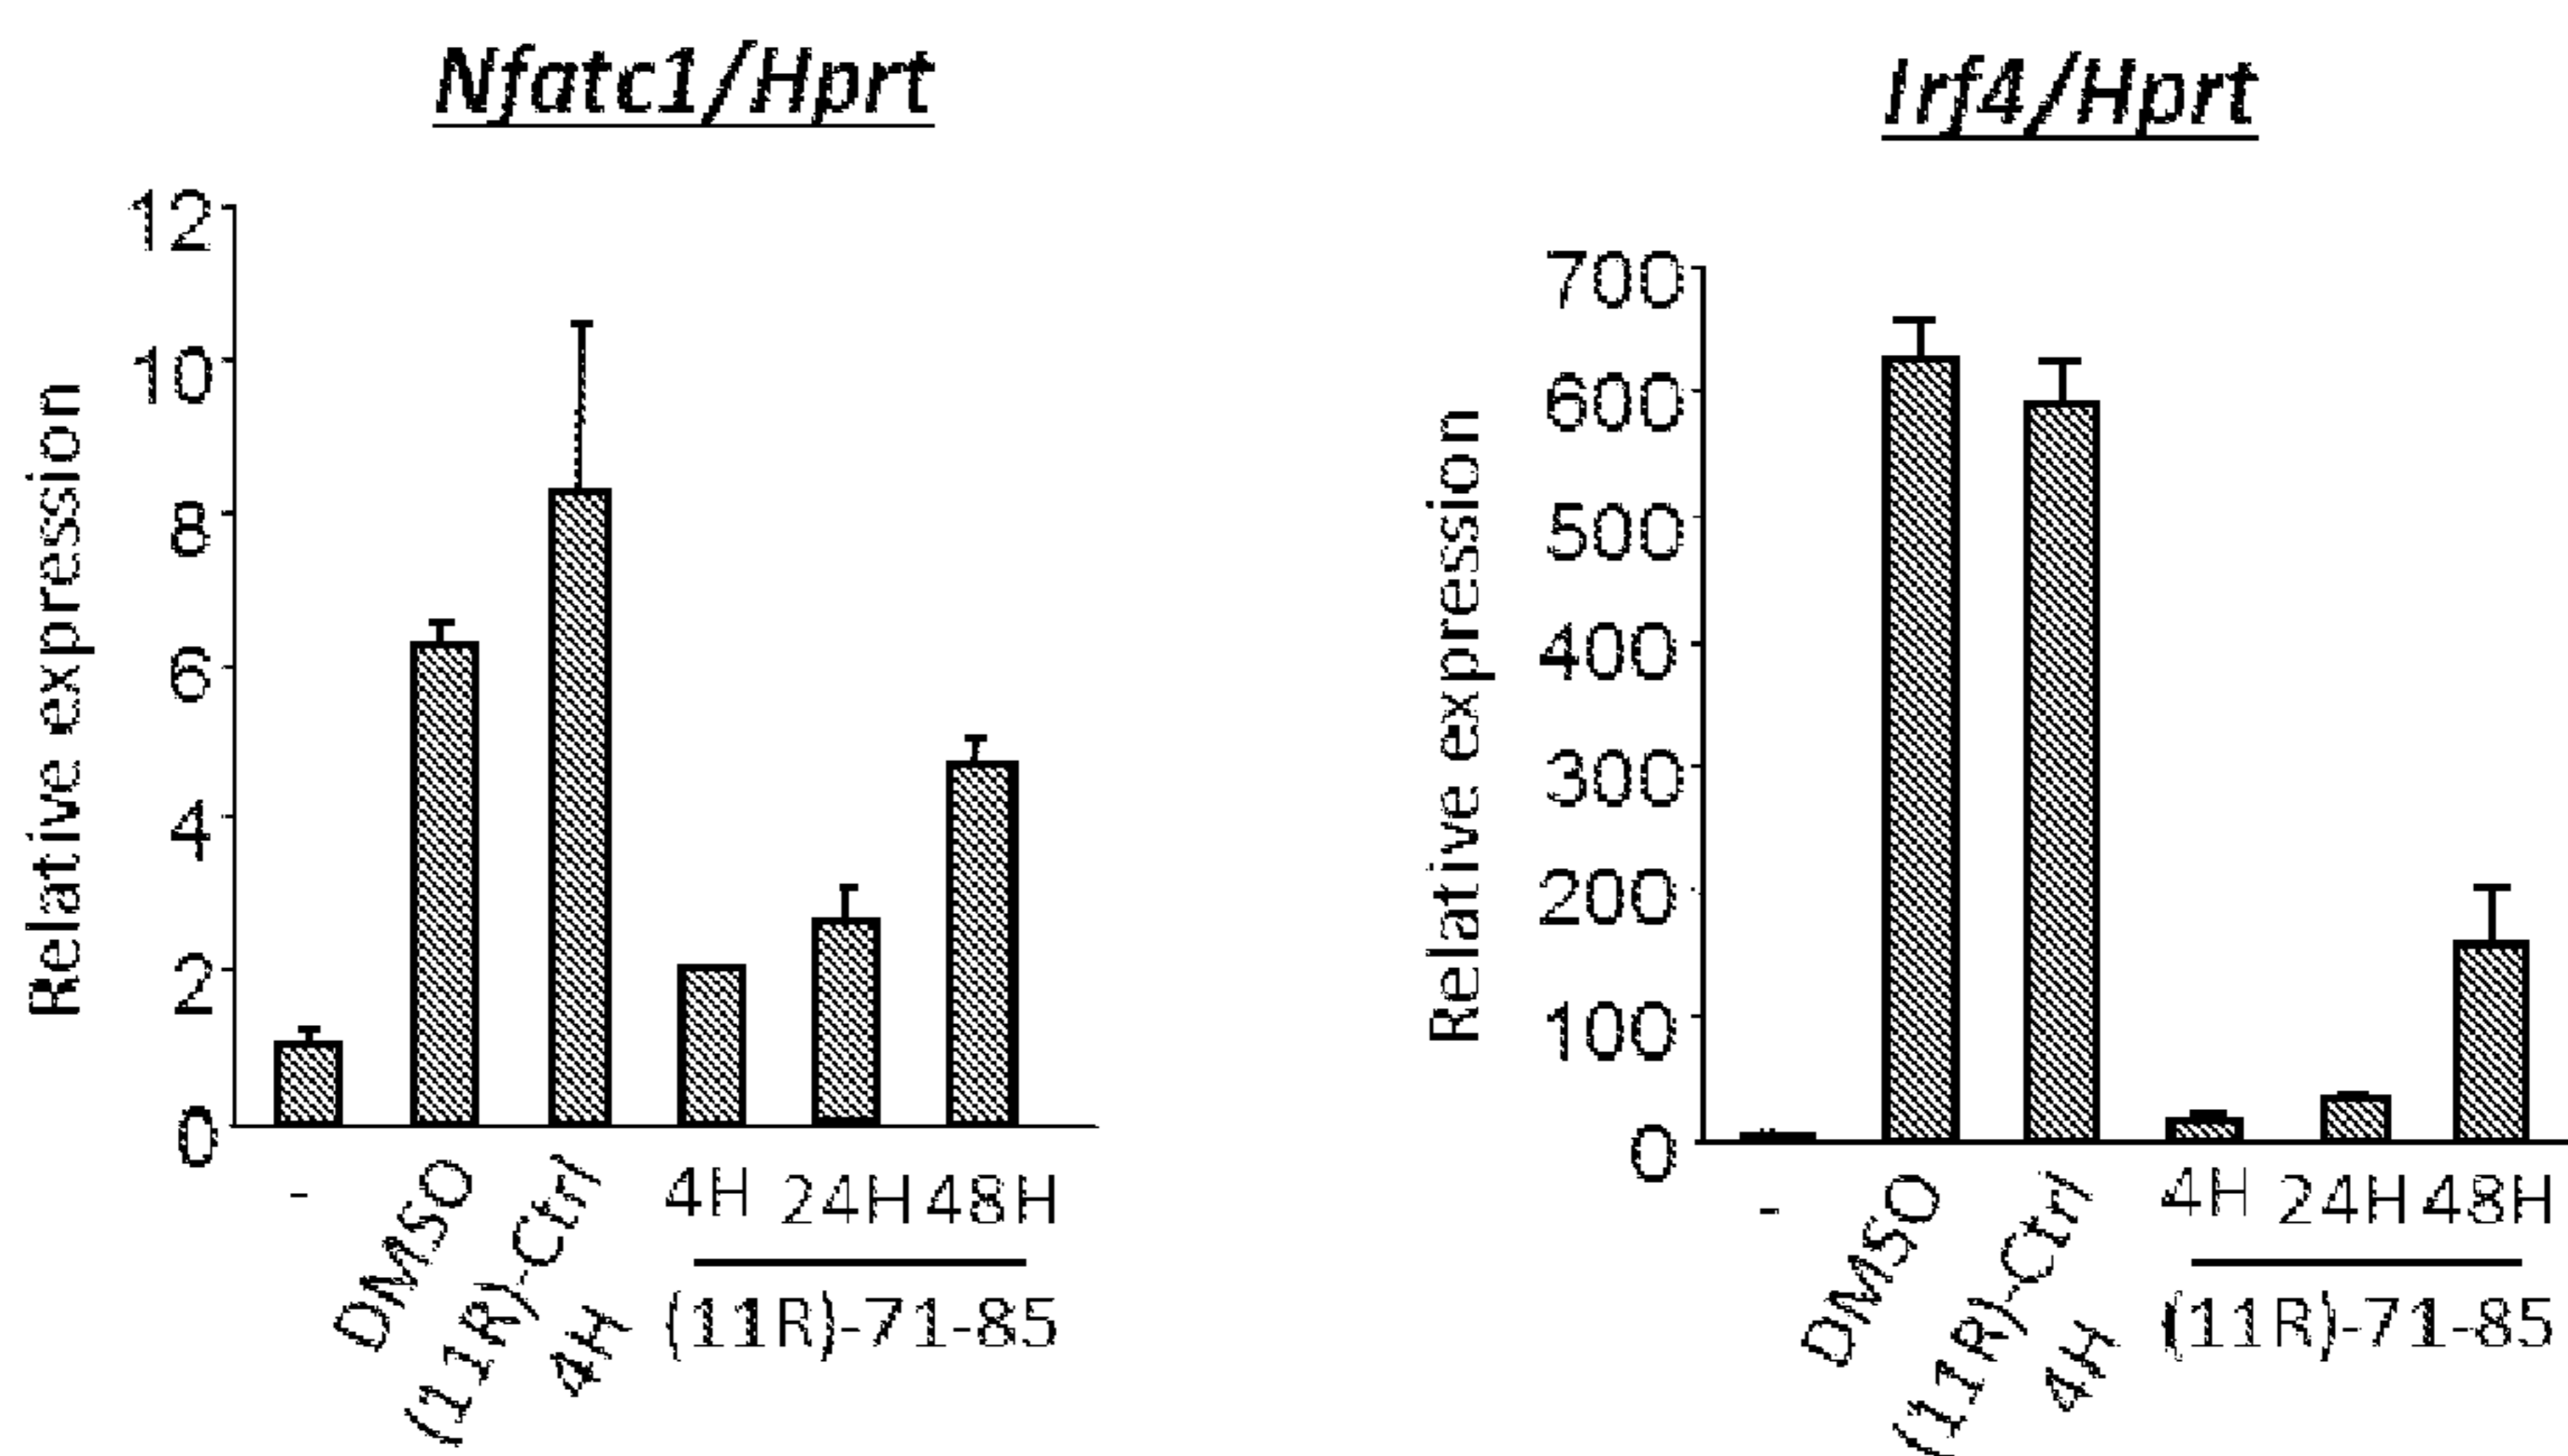 Nfatc1/Hprt
Relative expression
12
10
8
6
4
2
0
-
DMSO
(11R)-Ctrl
4H
4H
24H
48H
(11R)-71-85
Irf4/Hprt
Relative expression
700
600
500
400
300
200
100
0
-
DMSO
(11R)-Ctrl
4H
4H
24H
48H
(11R)-71-85